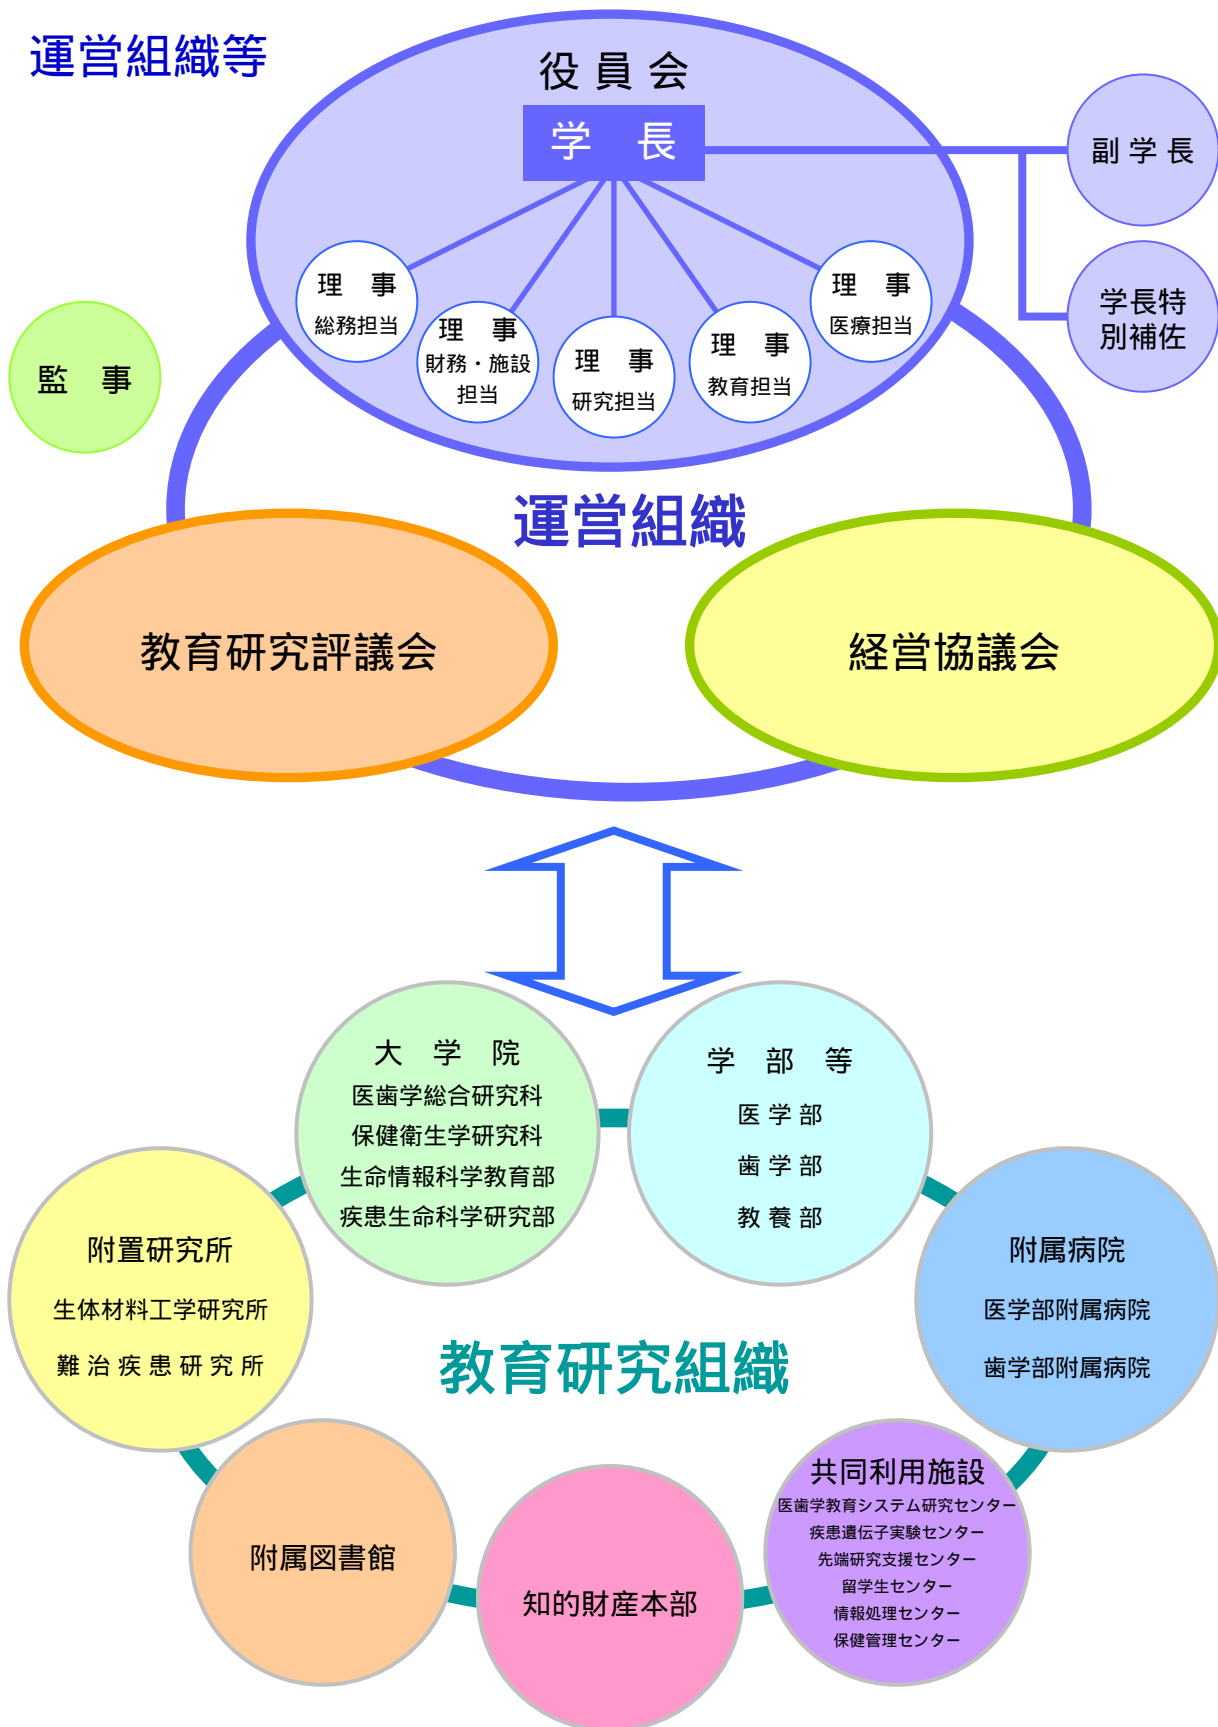 運営組織等
役 員 会
学　長
副 学 長
学長特
別補佐
理　事
総務担当
理　事
財務・施設
担当
理　事
研究担当
理　事
教育担当
理　事
医療担当
監　事
運営組織
教育研究評議会
経営協議会
大　学　院
医歯学総合研究科
保健衛生学研究科
生命情報科学教育部
疾患生命科学研究部
学　部　等
医 学 部
歯 学 部
教 養 部
附置研究所
生体材料工学研究所
難 治 疾 患 研 究 所
附属病院
医学部附属病院
歯学部附属病院
教育研究組織
附属図書館
知的財産本部
共同利用施設
医歯学教育システム研究センター
疾患遺伝子実験センター
先端研究支援センター
留学生センター
情報処理センター
保健管理センター